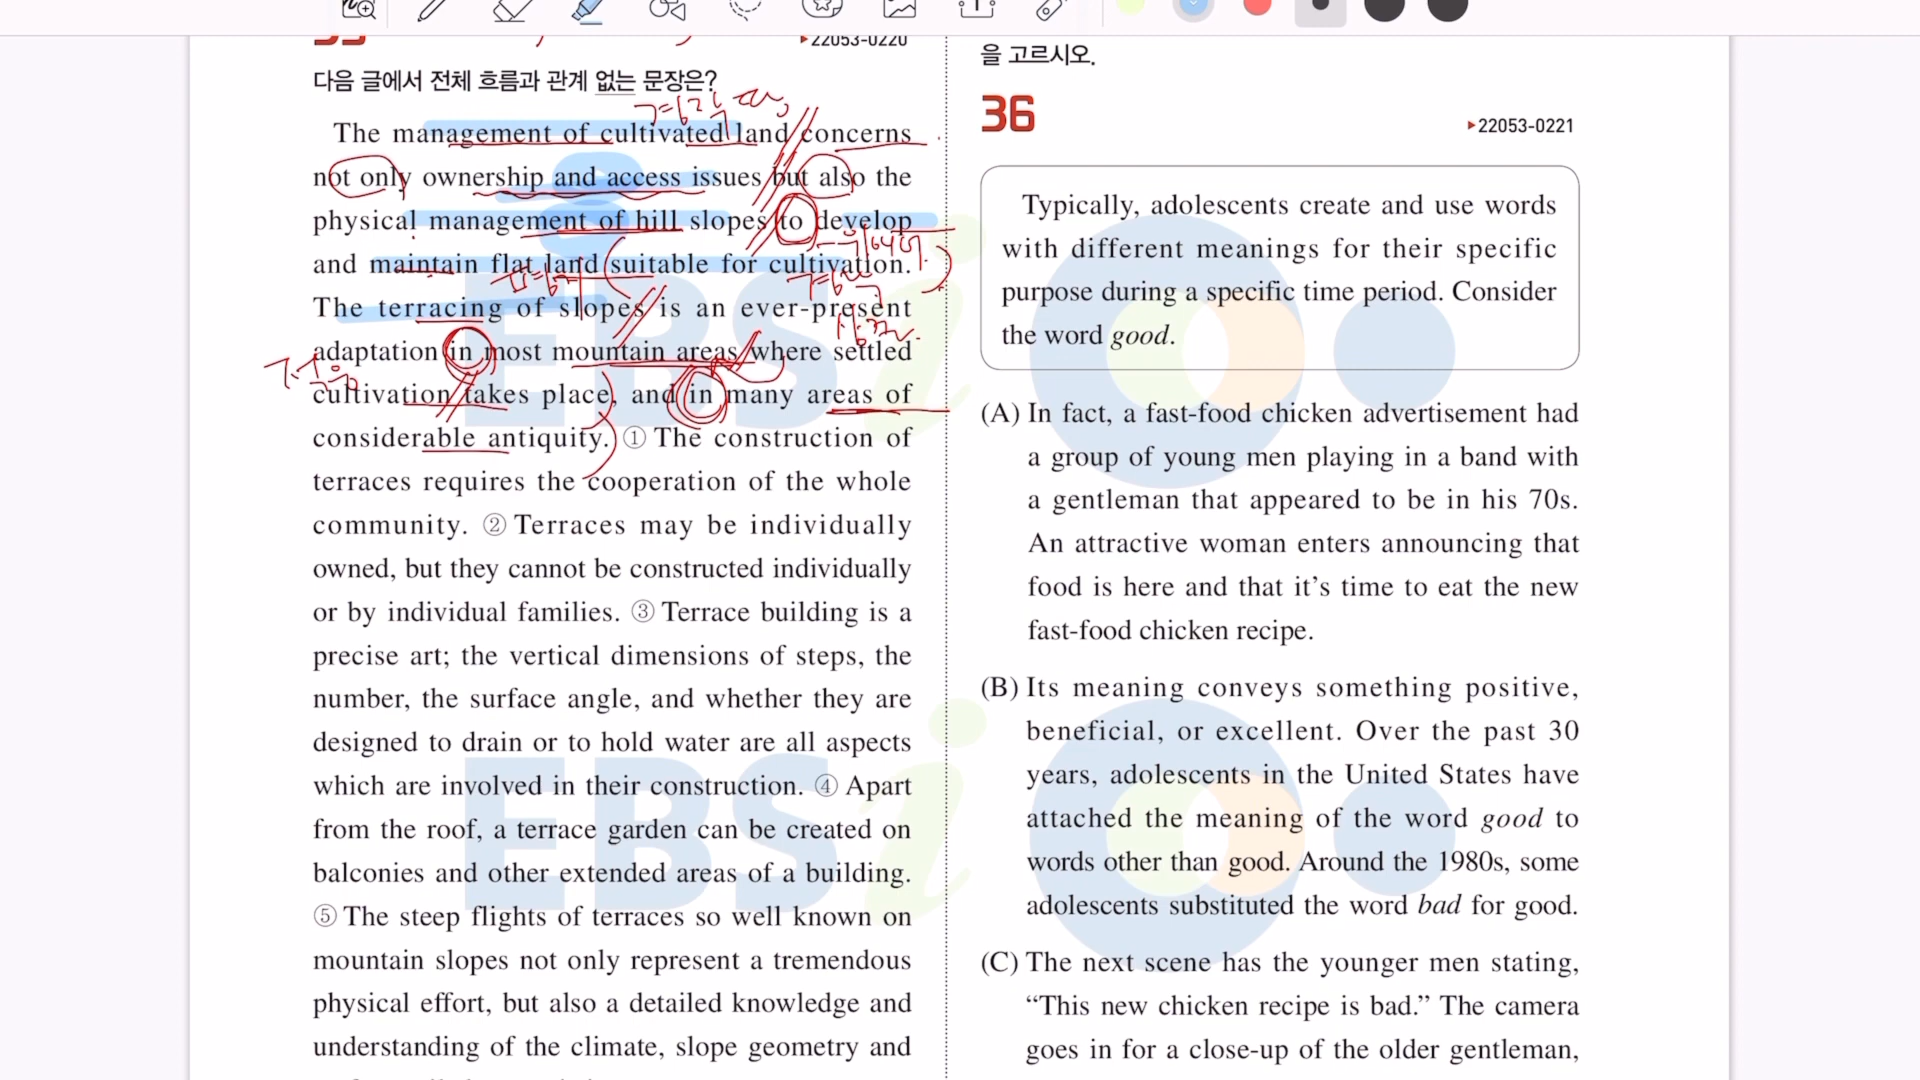 ▸22053-0220
다음 글에서 전체 흐름과 관계 없는 문장은?
The management of cultivated land concerns
not only ownership and access issues but also the
physical management of hill slopes to develop
and maintain flat land suitable for cultivation.
The terracing of slopes is an ever-present
adaptation in most mountain areas where settled
cultivation takes place, and in many areas of
considerable antiquity. ① The construction of
terraces requires the cooperation of the whole
community. ② Terraces may be individually
owned, but they cannot be constructed individually
or by individual families. ③ Terrace building is a
precise art; the vertical dimensions of steps, the
number, the surface angle, and whether they are
designed to drain or to hold water are all aspects
which are involved in their construction. ④ Apart
from the roof, a terrace garden can be created on
balconies and other extended areas of a building.
⑤ The steep flights of terraces so well known on
mountain slopes not only represent a tremendous
physical effort, but also a detailed knowledge and
understanding of the climate, slope geometry and
을 고르시오.
36
▸22053-0221
Typically, adolescents create and use words
with different meanings for their specific
purpose during a specific time period. Consider
the word good.
(A) In fact, a fast-food chicken advertisement had
a group of young men playing in a band with
a gentleman that appeared to be in his 70s.
An attractive woman enters announcing that
food is here and that it's time to eat the new
fast-food chicken recipe.
(B) Its meaning conveys something positive,
beneficial, or excellent. Over the past 30
years, adolescents in the United States have
attached the meaning of the word good to
words other than good. Around the 1980s, some
adolescents substituted the word bad for good.
(C) The next scene has the younger men stating,
“This new chicken recipe is bad.” The camera
goes in for a close-up of the older gentleman,
EBSi
EBSi